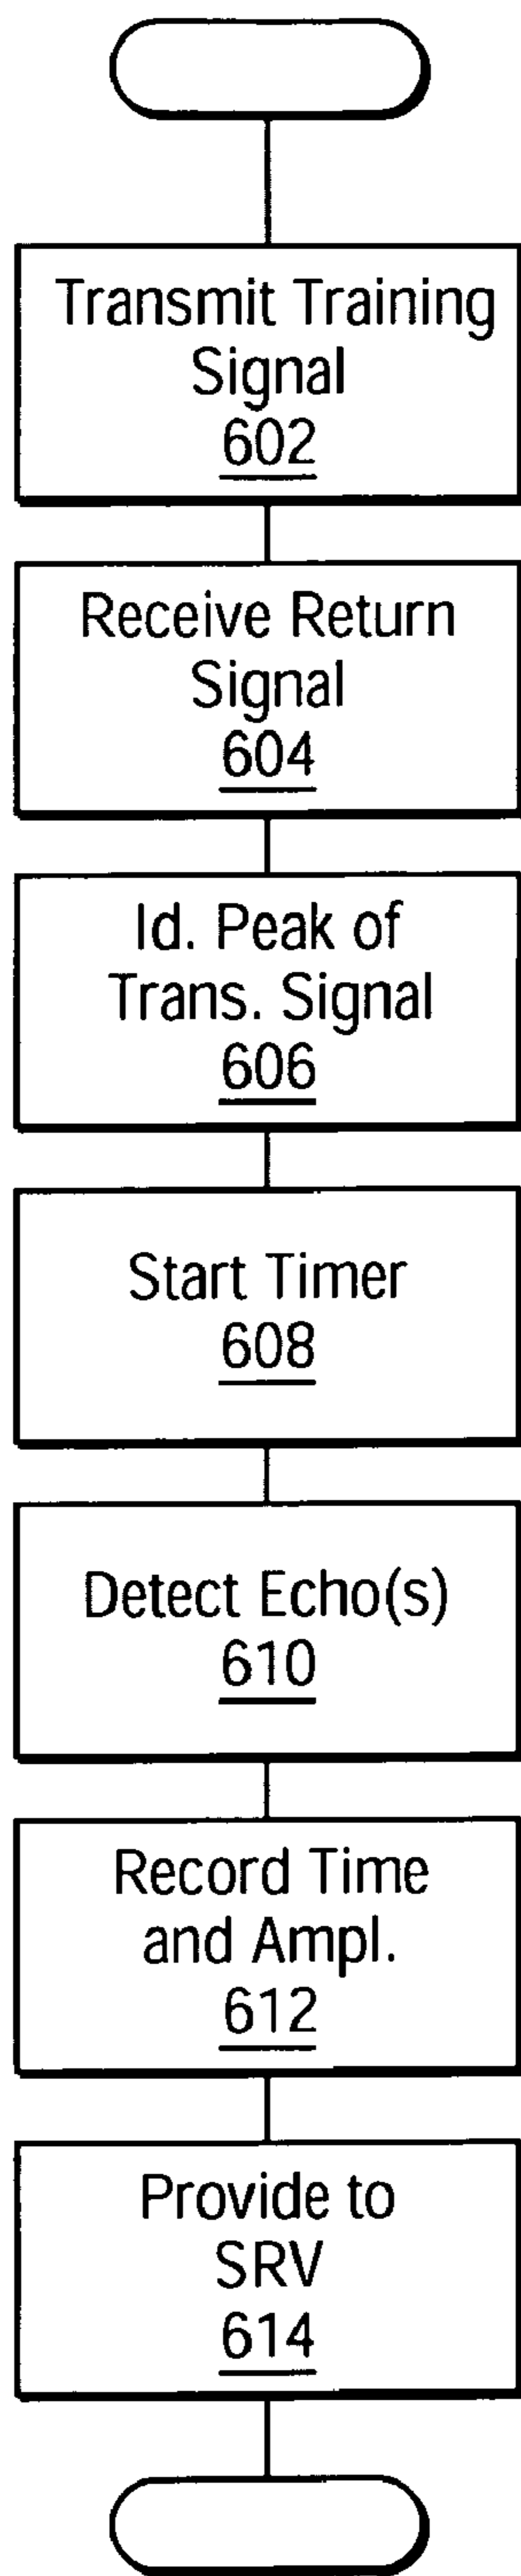 Transmit Training
Signal
602
Receive Return
Signal
604
Id. Peak of
Trans. Signal
606
Start Timer
608
Detect Echo(s)
610
Record Time
and Ampl.
612
Provide to
SRV
614